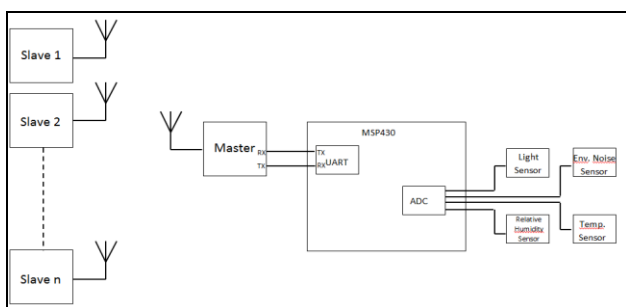 Slave 1
Slave 2
Slave n
Master
RX
TX
MSP430
TX
RX
UART
ADC
Light
Sensor
Env. Noise
Sensor
Relative
Humidity
Sensor
Temp.
Sensor